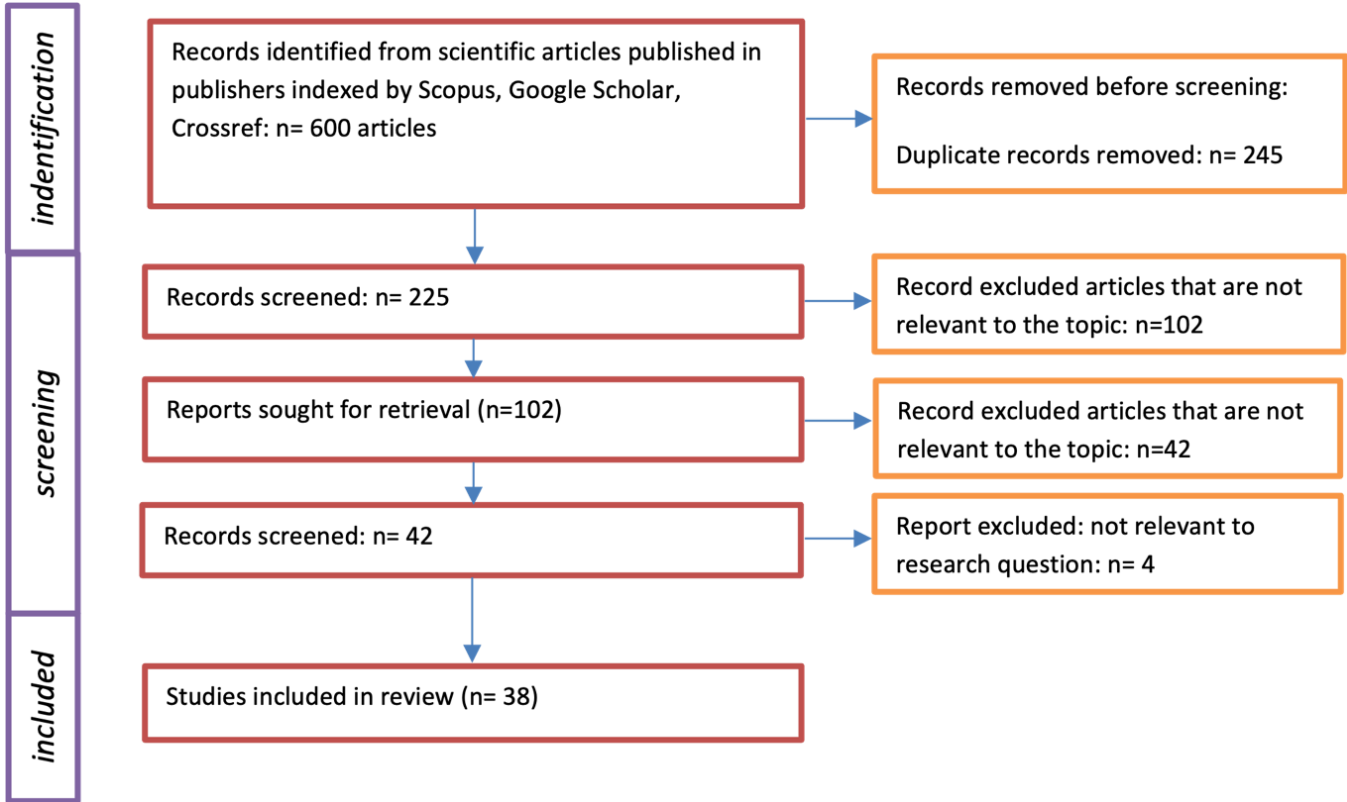 indentification
Records identified from scientific articles published in
publishers indexed by Scopus, Google Scholar,
Crossref: n= 600 articles
Records removed before screening:
Duplicate records removed: n= 245
screening
Records screened: n= 225
Record excluded articles that are not
relevant to the topic: n=102
Reports sought for retrieval (n=102)
Record excluded articles that are not
relevant to the topic: n=42
Records screened: n= 42
Report excluded: not relevant to
research question: n= 4
included
Studies included in review (n= 38)